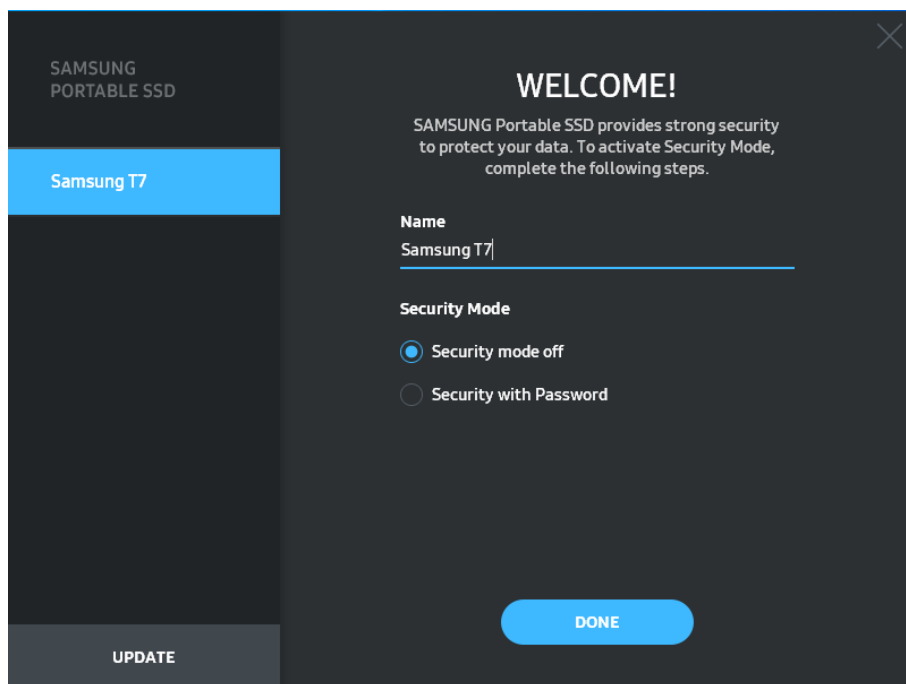 SAMSUNG
PORTABLE SSD
Samsung T7
UPDATE
WELCOME!
SAMSUNG Portable SSD provides strong security
to protect your data. To activate Security Mode,
complete the following steps.
Name
Samsung T7
Security Mode
Security mode off
Security with Password
DONE